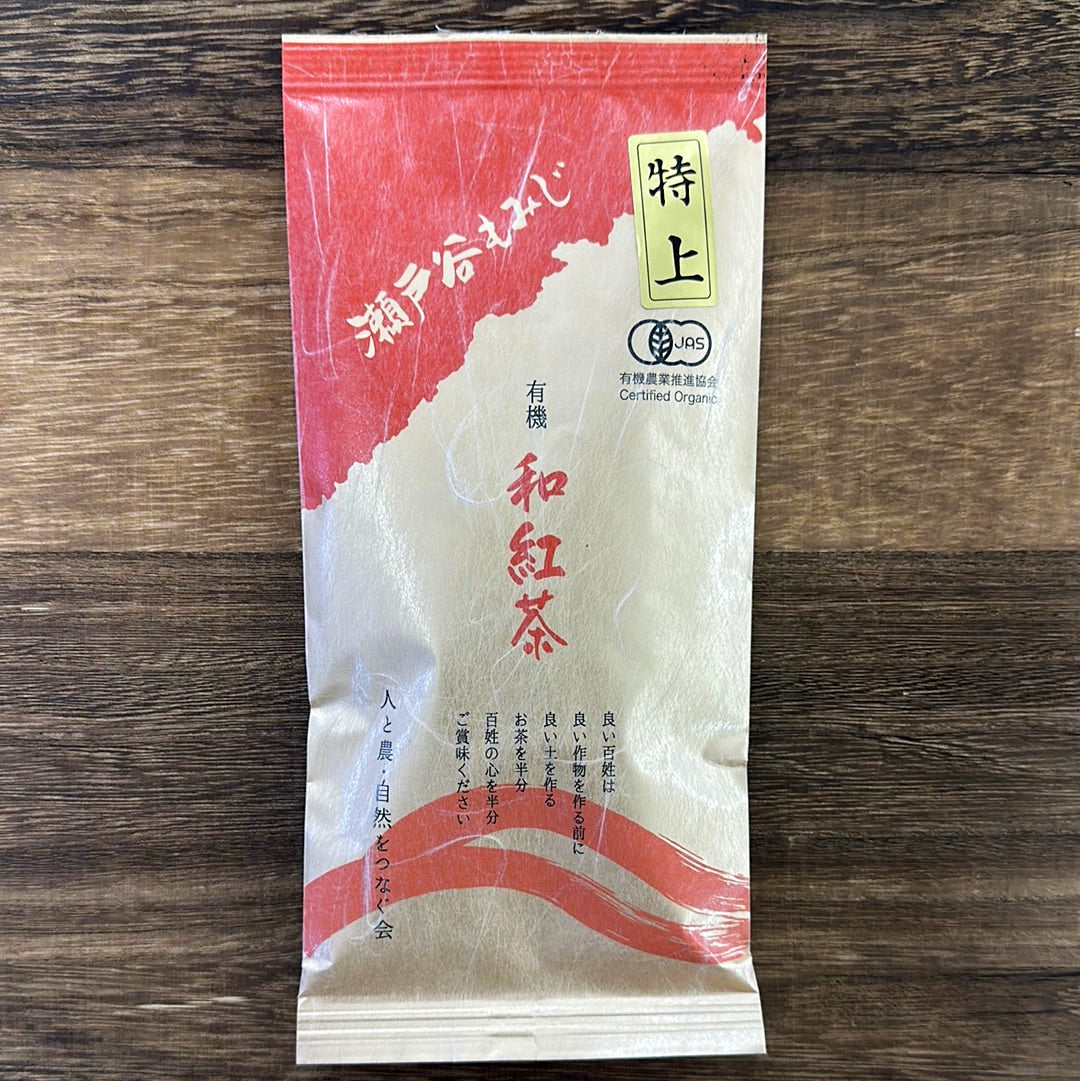 瀬戸谷もみじ
特上
JAS
有機農業推進協会
Certified Organic
有機
和紅茶
良い百姓は
良い作物を作る前に
良い土を作る
お茶を半分
百姓の心を半分
ご賞味ください
人と農・自然をつなぐ会